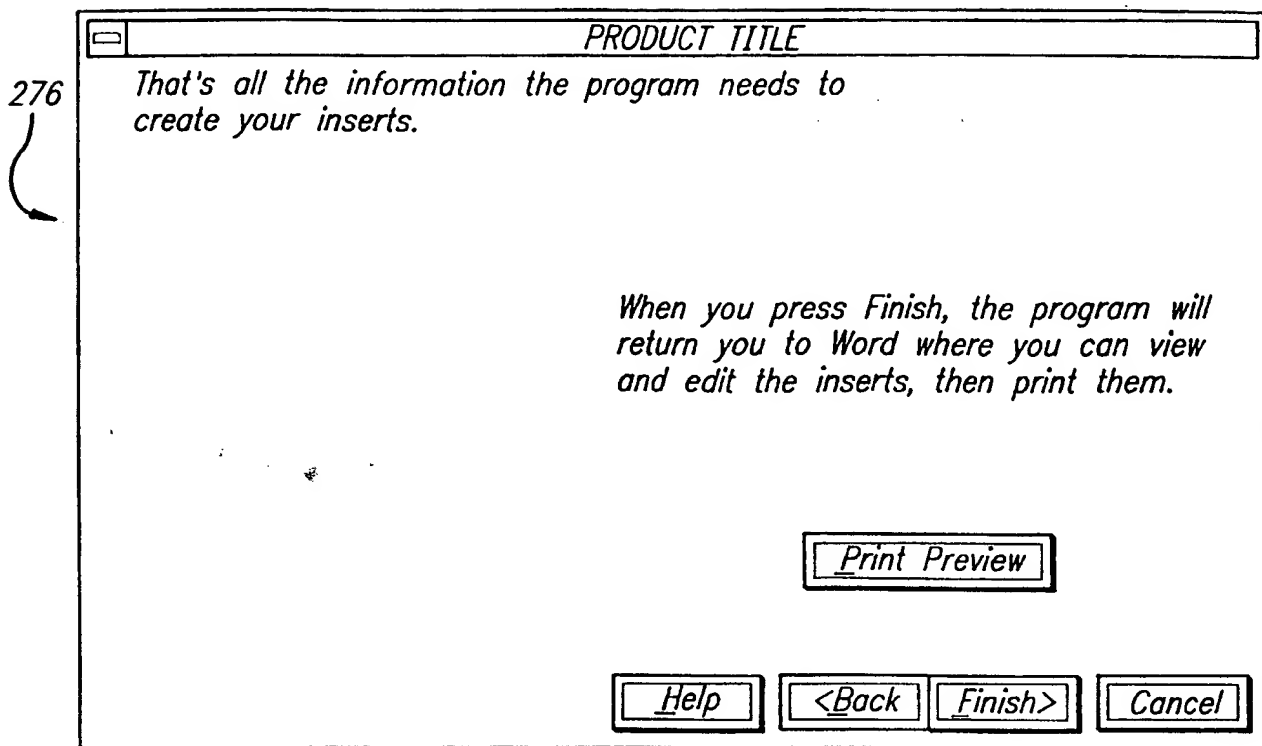 PRODUCT TITLE
276
That's all the information the program needs to
create your inserts.
When you press Finish, the program will
return you to Word where you can view
and edit the inserts, then print them.
Print Preview
Help
<Back
Finish>
Cancel